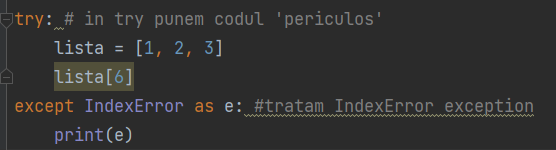 try: # in try punem codul 'periculos'
    lista = [1, 2, 3]
    lista[6]
except IndexError as e: #tratam IndexError exception
    print(e)